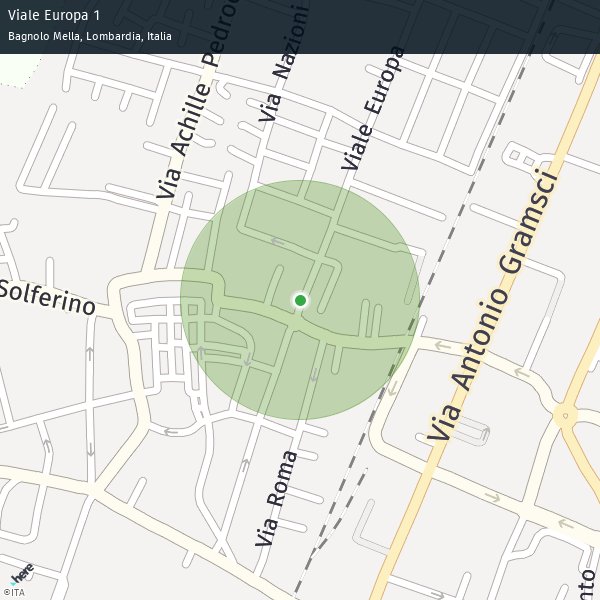 Viale Europa 1
Bagnolo Mella, Lombardia, Italia
Via Achille Pedroc
Via Nazioni
Viale Europa
Via Antonio Gramsci
Solferino
Via Roma
nto
here
©ITA